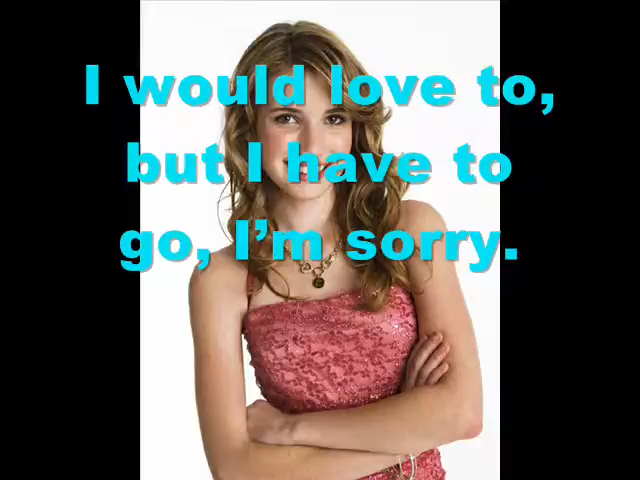 I would love to,
but I have to
go, I’m sorry.